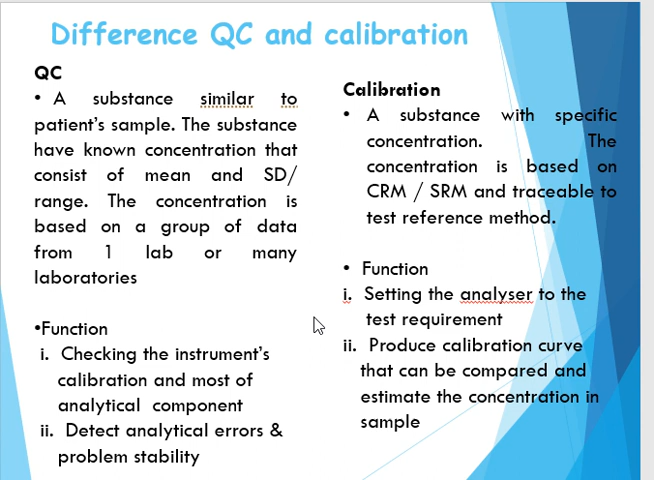 Difference QC and calibration
QC
• A substance similar to
patient's sample. The substance
have known concentration that
consist of mean and SD/
range. The concentration is
based on a group of data
from 1 lab or many
laboratories
•Function
i. Checking the instrument's
calibration and most of
analytical component
ii. Detect analytical errors &
problem stability
Calibration
• A substance with specific
concentration. The
concentration is based on
CRM / SRM and traceable to
test reference method.
• Function
i. Setting the analyser to the
test requirement
ii. Produce calibration curve
that can be compared and
estimate the concentration in
sample